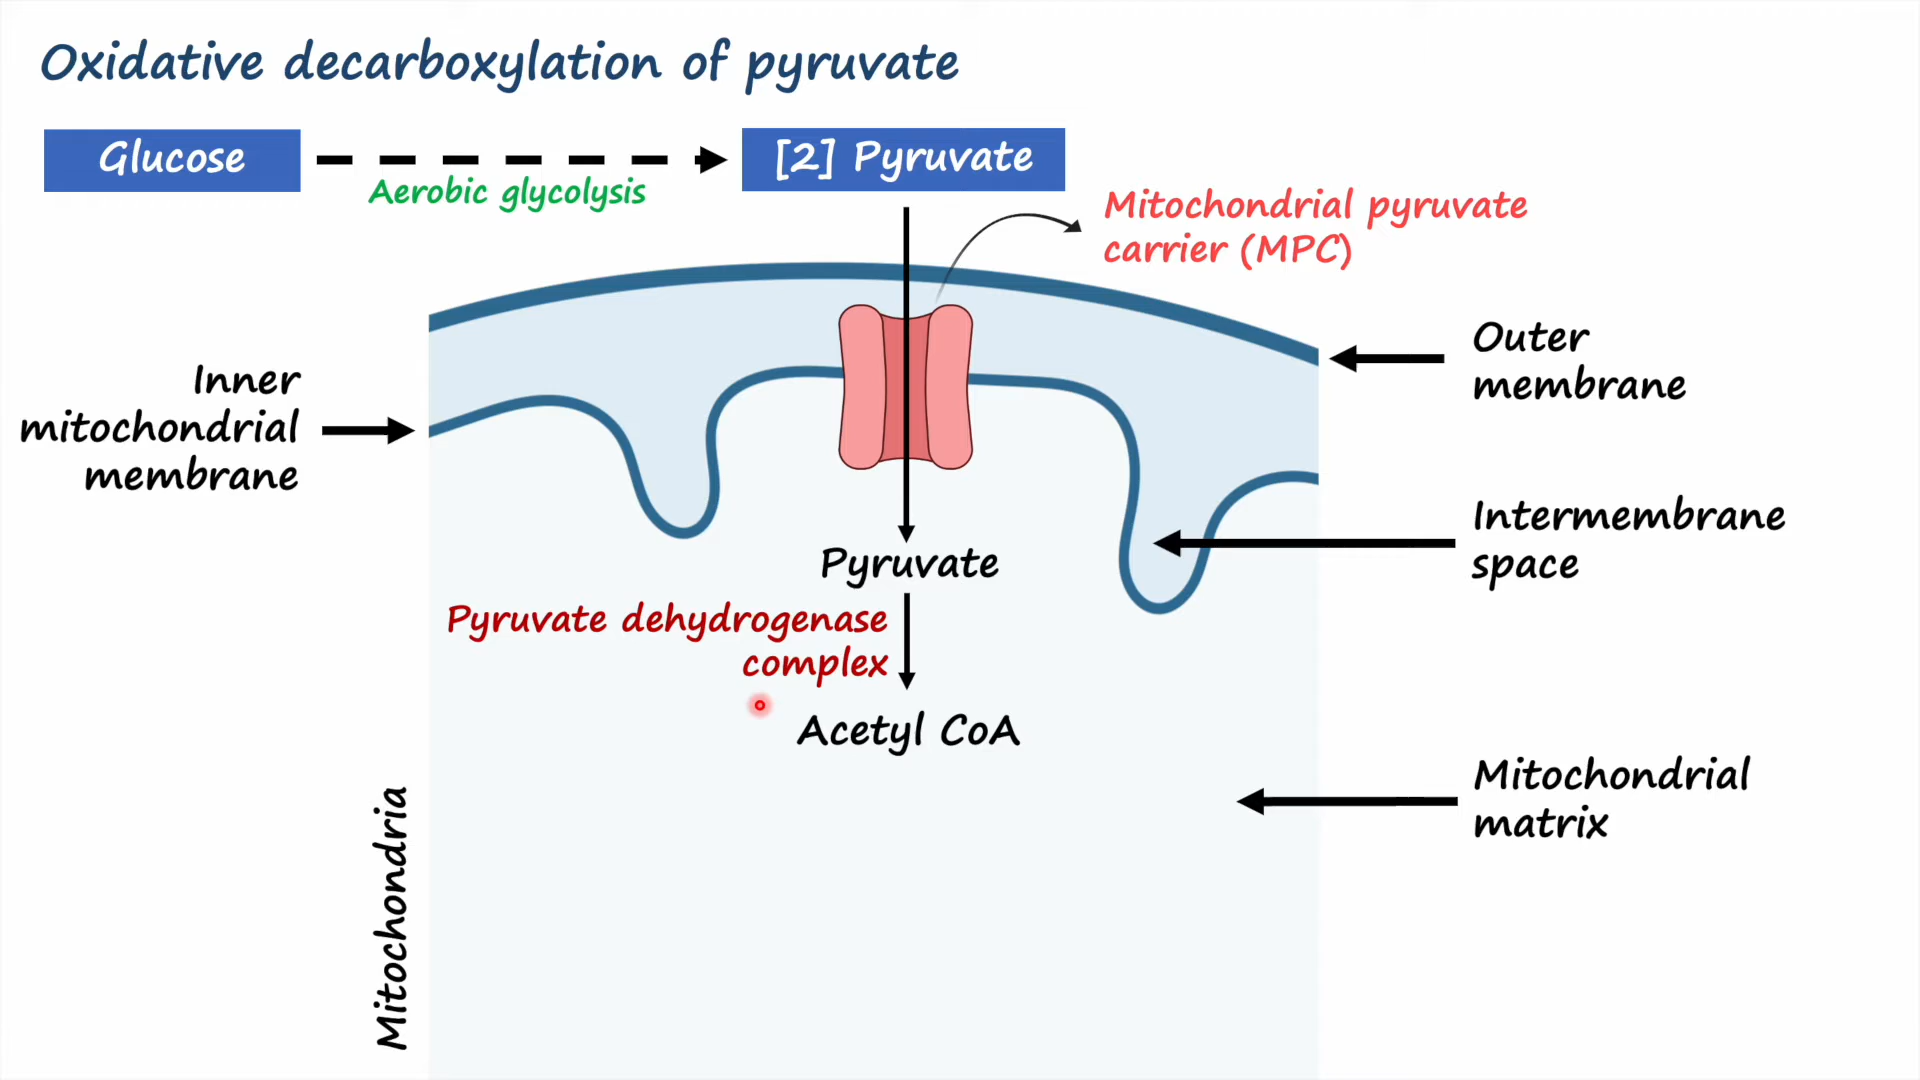 Oxidative decarboxylation of pyruvate
Glucose
Aerobic glycolysis
[2] Pyruvate
Mitochondrial pyruvate
carrier (MPC)
Outer
membrane
Inner
mitochondrial
membrane
Intermembrane
space
Pyruvate
Pyruvate dehydrogenase
complex
Acetyl CoA
Mitochondrial
matrix
Mitochondria